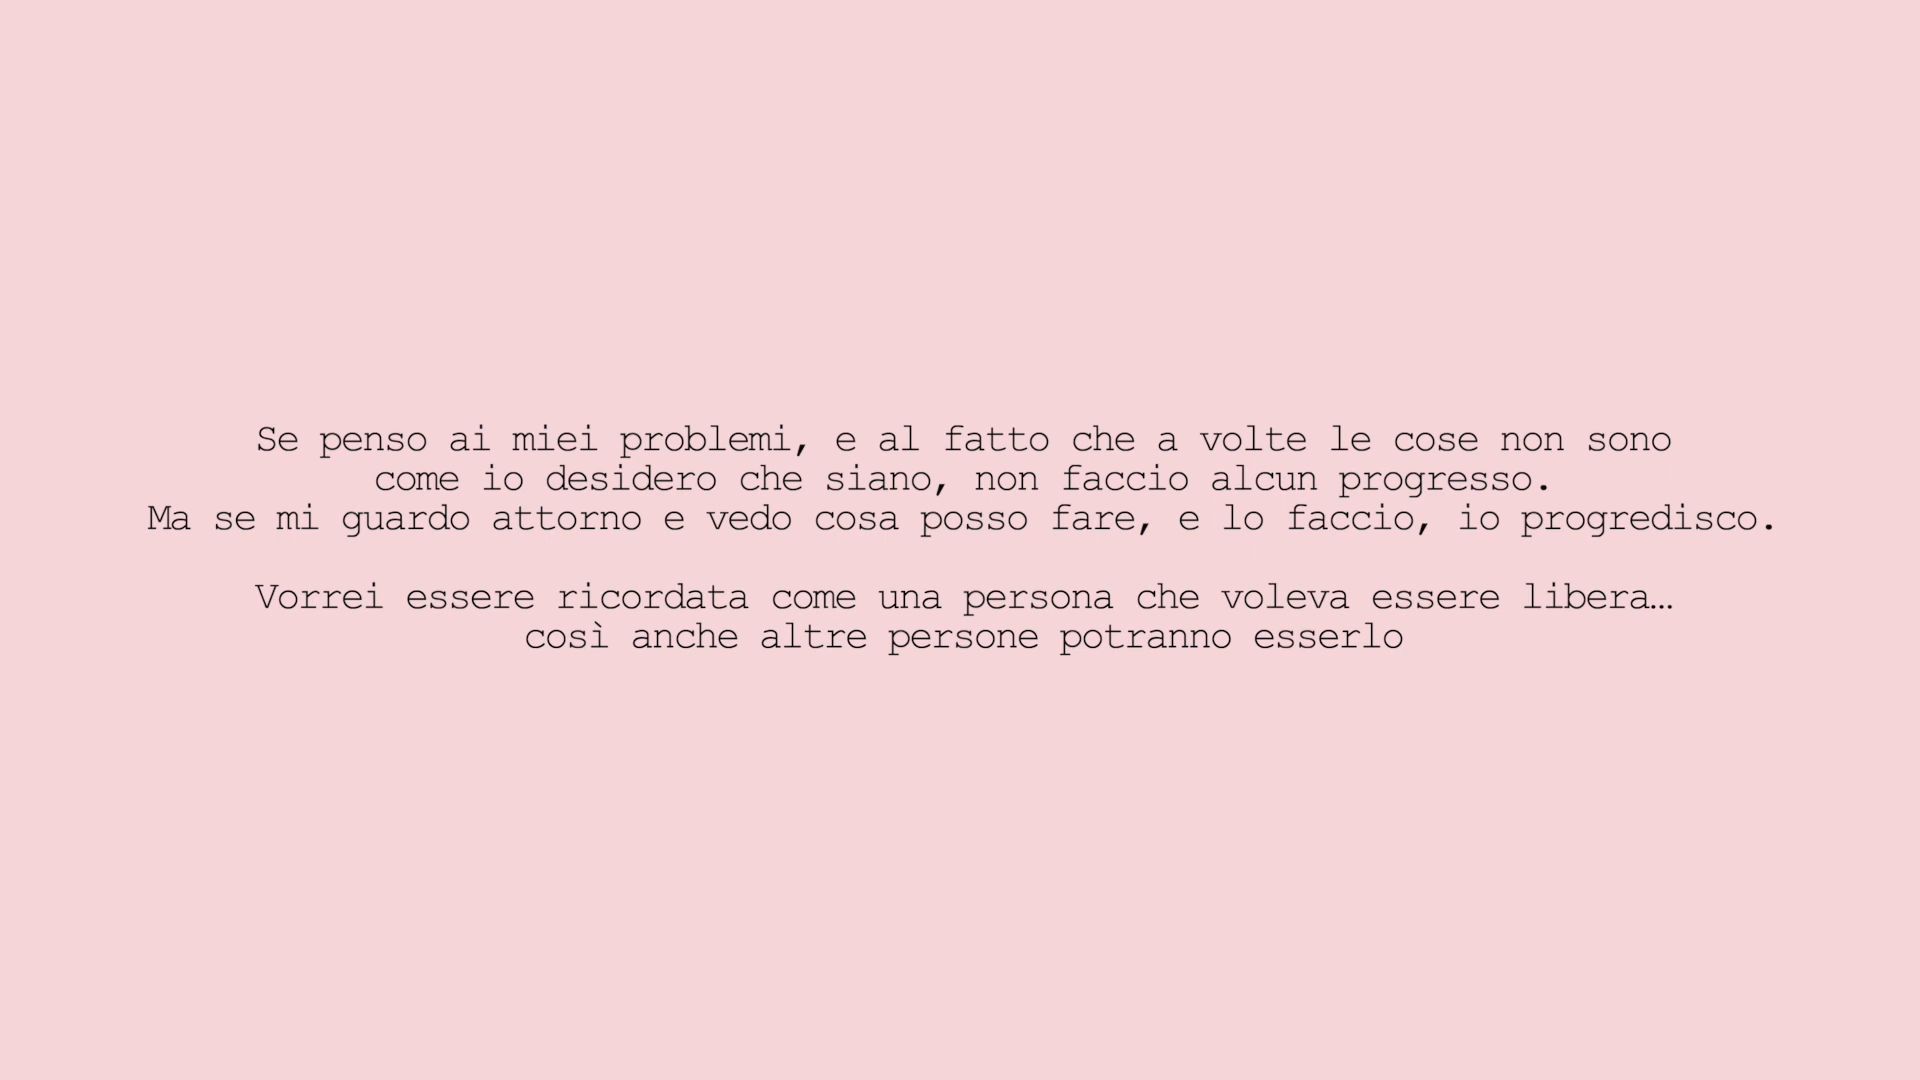 Se penso ai miei problemi, e al fatto che a volte le cose non sono
come io desidero che siano, non faccio alcun progresso.
Ma se mi guardo attorno e vedo cosa posso fare, e lo faccio, io progredisco.
Vorrei essere ricordata come una persona che voleva essere libera…
così anche altre persone potranno esserlo